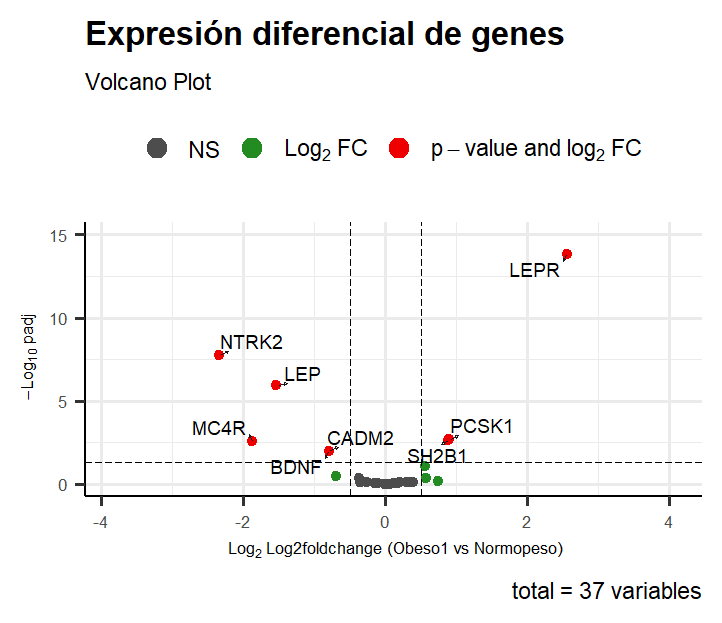 Expresión diferencial de genes
Volcano Plot
NS Log₂ FC p – value and log₂ FC
15
10
5
0
−Log₁₀ padj
LEPR
NTRK2
LEP
MC4R
PCSK1
CADM2
SH2B1
BDNF
-4 -2 0 2 4
Log₂ Log2foldchange (Obeso1 vs Normopeso)
total = 37 variables